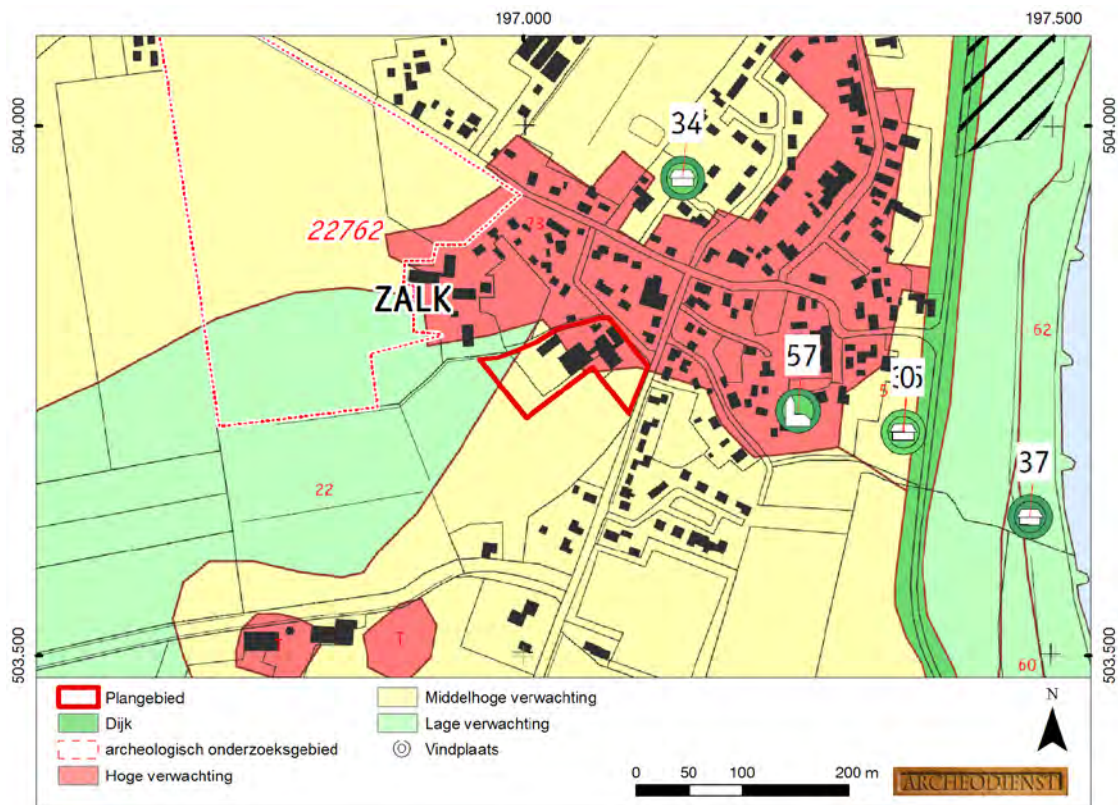 197.000
197.500
504.000
504.000
34
23
22762
ZALK
62
57
5
37
22
T
503.500
503.500
60
Plangebied
Dijk
archeologisch onderzoeksgebied
Hoge verwachting
Middelhoge verwachting
Lage verwachting
Vindplaats
N
0 50 100 200 m
ARCHEODIENST